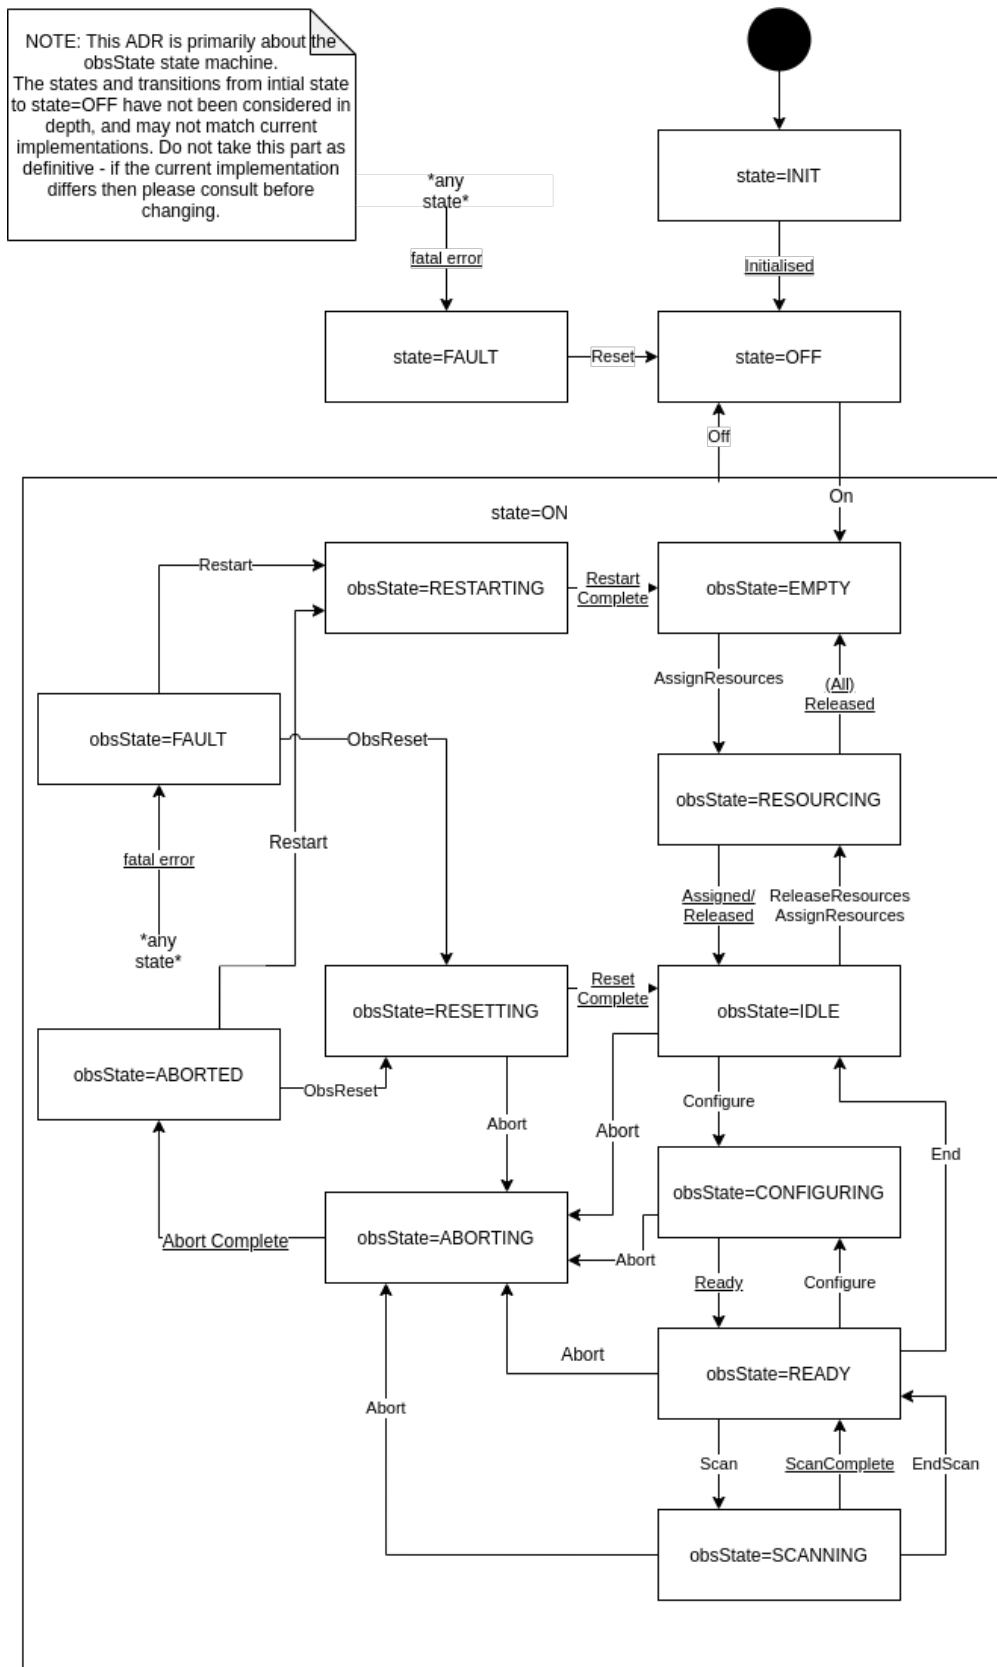 NOTE: This ADR is primarily about the
obsState state machine.
The states and transitions from intial state
to state=OFF have not been considered in
depth, and may not match current
implementations. Do not take this part as
definitive - if the current implementation
differs then please consult before
changing.
state=INIT
*any
state*
fatal error
Initialised
state=FAULT
Reset
state=OFF
Off
On
state=ON
Restart
obsState=RESTARTING
Restart
Complete
obsState=EMPTY
AssignResources
(All)
Released
obsState=FAULT
ObsReset
obsState=RESOURCING
Restart
fatal error
*any
state*
Assigned/
Released
ReleaseResources
AssignResources
obsState=RESETTING
Reset
Complete
obsState=IDLE
obsState=ABORTED
ObsReset
Abort
Abort
Configure
End
obsState=CONFIGURING
Abort Complete
obsState=ABORTING
Abort
Ready
Configure
Abort
obsState=READY
Abort
Scan
ScanComplete
EndScan
obsState=SCANNING